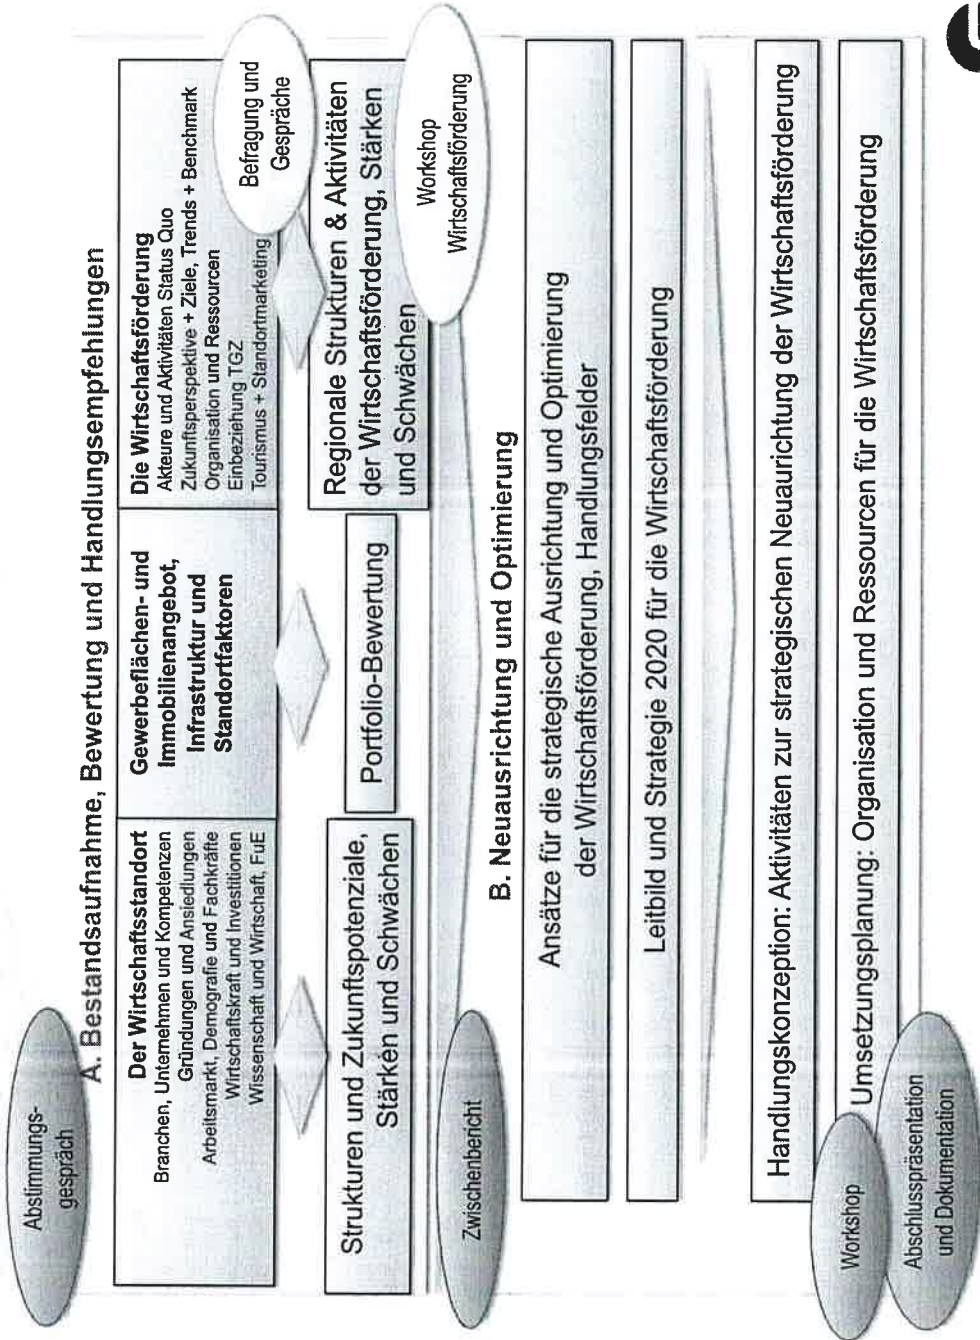 Abstimmungs-
gespräch
A. Bestandsaufnahme, Bewertung und Handlungsempfehlungen
Der Wirtschaftsstandort
Branchen, Unternehmen und Kompetenzen
Gründungen und Ansiedlungen
Arbeitsmarkt, Demografie und Fachkräfte
Wirtschaftskraft und Investitionen
Wissenschaft und Wirtschaft, FuE
Gewerbeflächen- und
Immobilienangebot,
Infrastruktur und
Standortfaktoren
Die Wirtschaftsförderung
Akteure und Aktivitäten Status Quo
Zukunftsperspektive + Ziele, Trends + Benchmark
Organisation und Ressourcen
Einbeziehung TGZ
Tourismus + Standortmarketing
Befragung und
Gespräche
Strukturen und Zukunftspotenziale,
Stärken und Schwächen
Portfolio-Bewertung
Regionale Strukturen & Aktivitäten
der Wirtschaftsförderung, Stärken
und Schwächen
Workshop
Wirtschaftsförderung
Zwischenbericht
B. Neuausrichtung und Optimierung
Ansätze für die strategische Ausrichtung und Optimierung
der Wirtschaftsförderung, Handlungsfelder
Leitbild und Strategie 2020 für die Wirtschaftsförderung
Handlungskonzeption: Aktivitäten zur strategischen Neuaurichtung der Wirtschaftsförderung
Workshop
Umsetzungsplanung: Organisation und Ressourcen für die Wirtschaftsförderung
Abschlusspräsentation
und Dokumentation